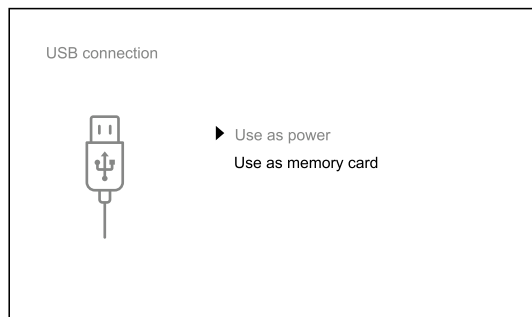 USB connection
Use as power
Use as memory card